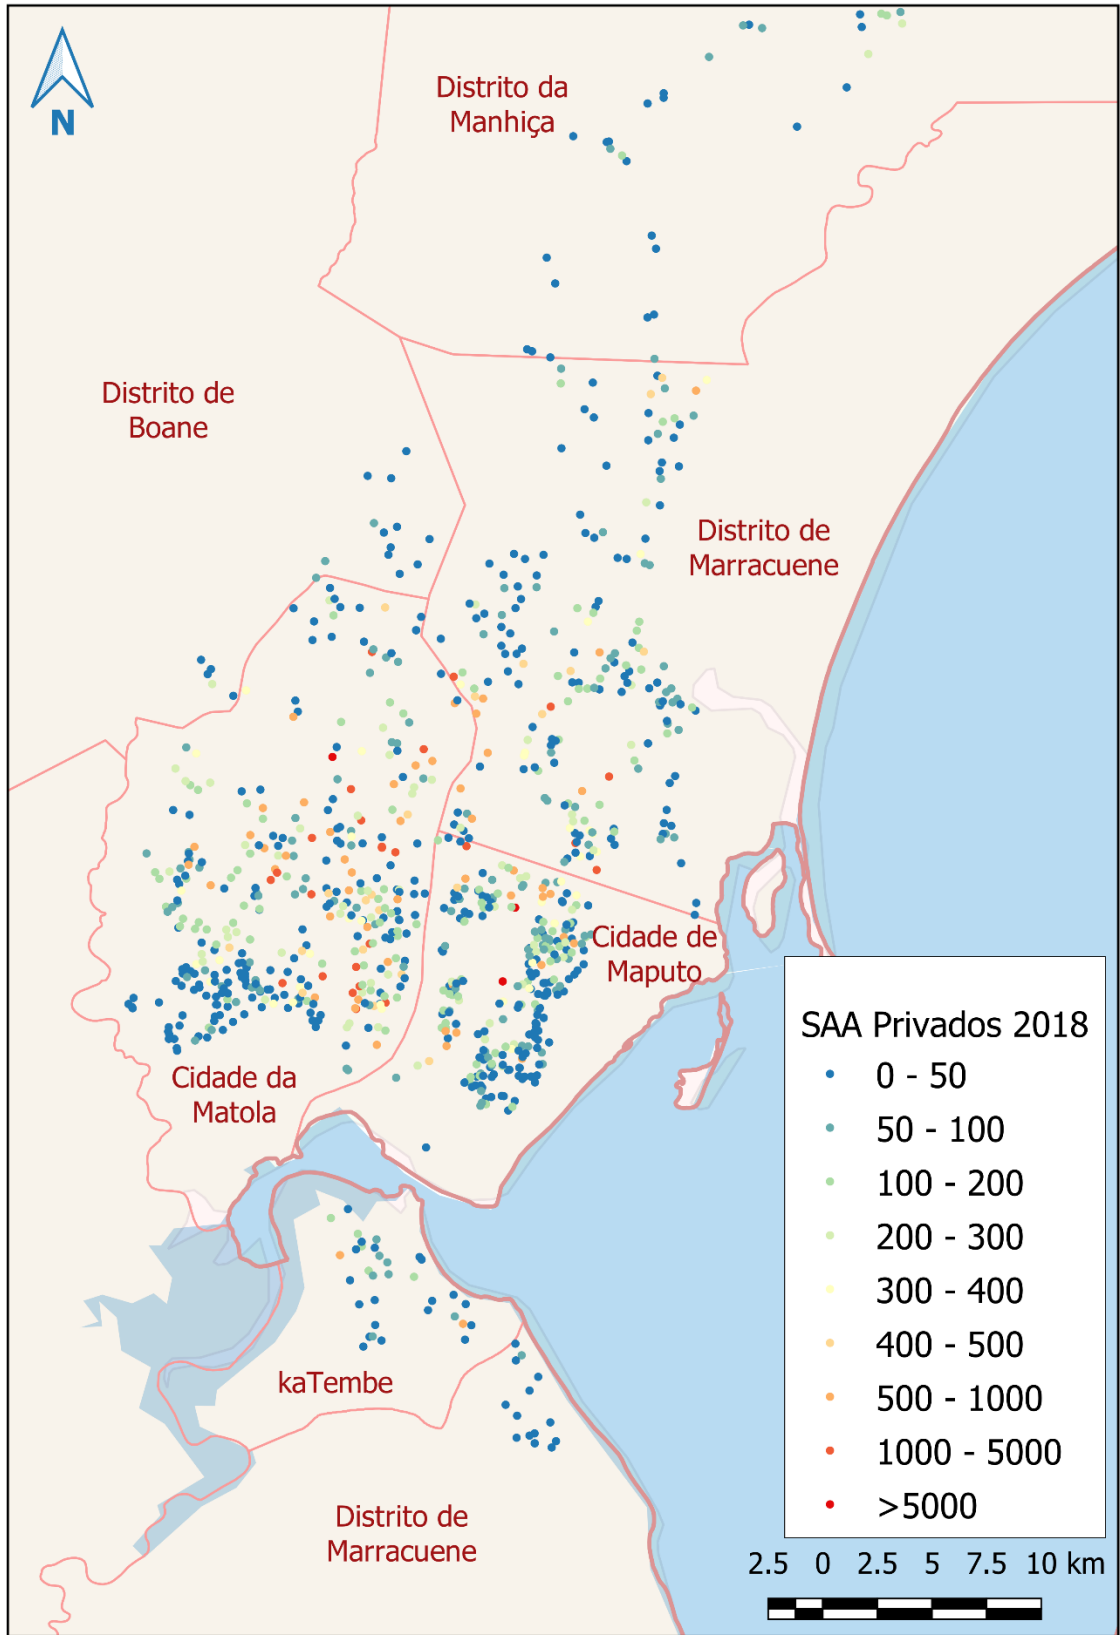 Distrito da
Manhiça
N
Distrito de
Boane
Distrito de
Marracuene
Cidade de
Maputo
Cidade da
Matola
kaTembe
Distrito de
Marracuene
SAA Privados 2018
0 - 50
50 - 100
100 - 200
200 - 300
300 - 400
400 - 500
500 - 1000
1000 - 5000
>5000
2.5 0 2.5 5 7.5 10 km